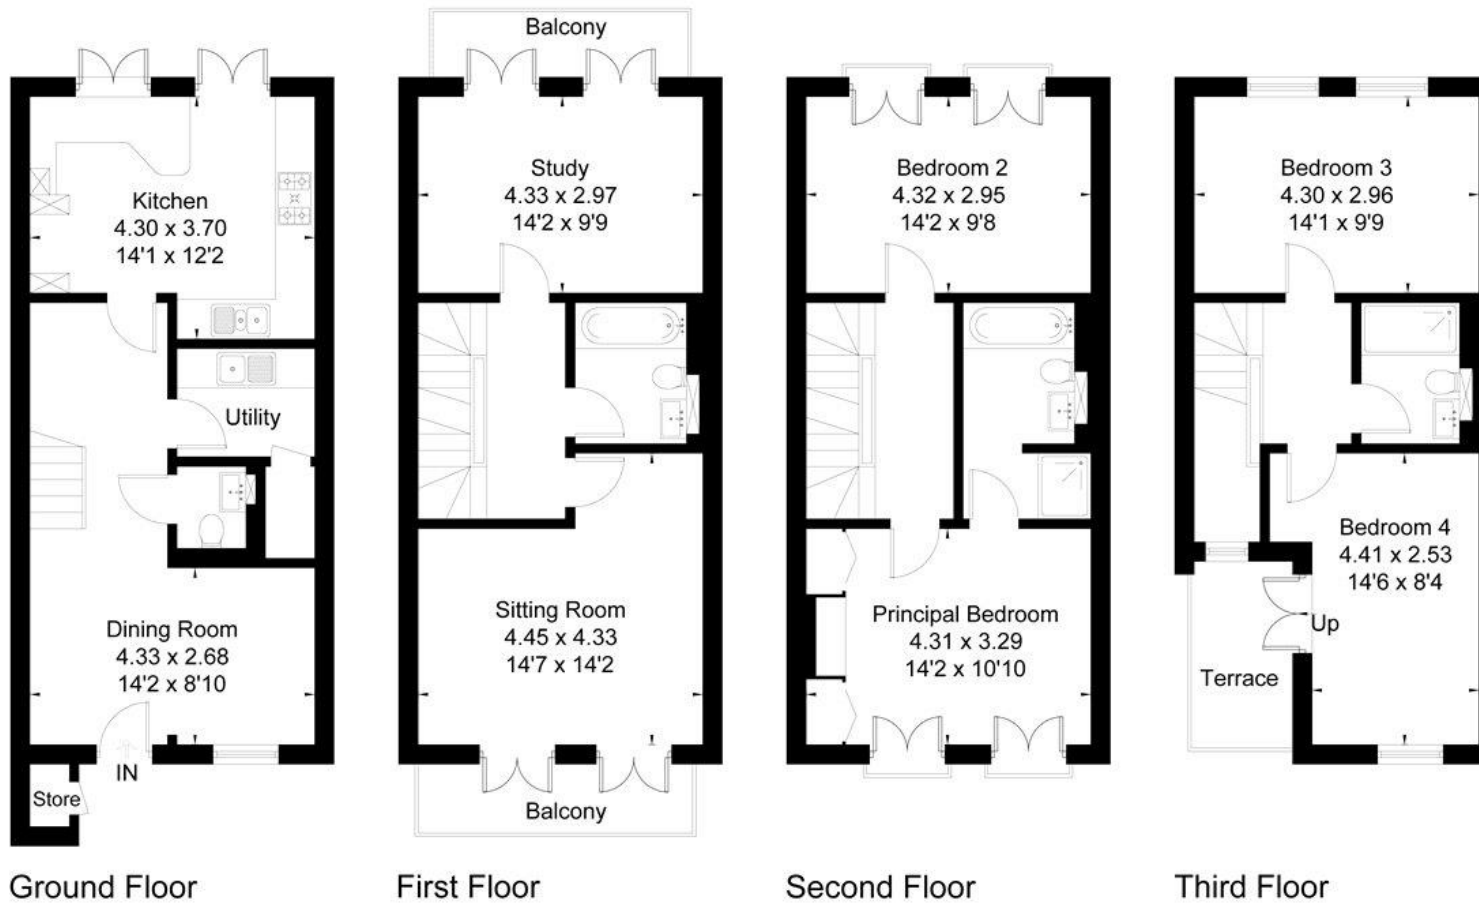 Kitchen
4.30 x 3.70
14'1 x 12'2
Utility
Dining Room
4.33 x 2.68
14'2 x 8'10
IN
Store
Ground Floor
Balcony
Study
4.33 x 2.97
14'2 x 9'9
Sitting Room
4.45 x 4.33
14'7 x 14'2
Balcony
First Floor
Bedroom 2
4.32 x 2.95
14'2 x 9'8
Principal Bedroom
4.31 x 3.29
14'2 x 10'10
Second Floor
Bedroom 3
4.30 x 2.96
14'1 x 9'9
Bedroom 4
4.41 x 2.53
14'6 x 8'4
Up
Terrace
Third Floor